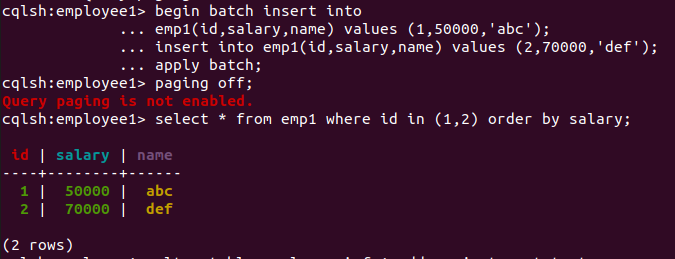 cqlsh:employee1> begin batch insert into
             ... emp1(id,salary,name) values (1,50000,'abc');
             ... insert into emp1(id,salary,name) values (2,70000,'def');
             ... apply batch;
cqlsh:employee1> paging off;
Query paging is not enabled.
cqlsh:employee1> select * from emp1 where id in (1,2) order by salary;
 id | salary | name
----+--------+------
  1 |  50000 |  abc
  2 |  70000 |  def
(2 rows)